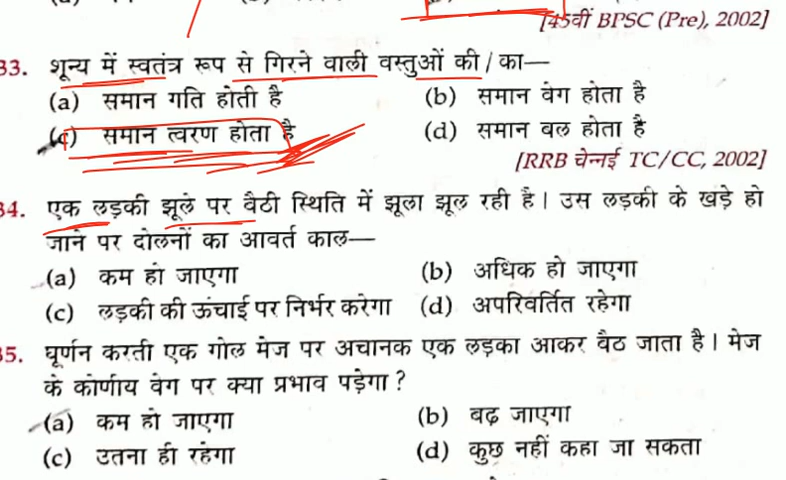 [45वीं BPSC (Pre), 2002]
33. शून्य में स्वतंत्र रूप से गिरने वाली वस्तुओं की / का—
(a) समान गति होती है (b) समान वेग होता है
(c) समान त्वरण होता है (d) समान बल होता है
[RRB चेन्नई TC/CC, 2002]
34. एक लड़की झूले पर बैठी स्थिति में झूला झूल रही है। उस लड़की के खड़े हो
जाने पर दोलनों का आवर्त काल—
(a) कम हो जाएगा (b) अधिक हो जाएगा
(c) लड़की की ऊंचाई पर निर्भर करेगा (d) अपरिवर्तित रहेगा
35. घूर्णन करती एक गोल मेज पर अचानक एक लड़का आकर बैठ जाता है। मेज
के कोणीय वेग पर क्या प्रभाव पड़ेगा ?
(a) कम हो जाएगा (b) बढ़ जाएगा
(c) उतना ही रहेगा (d) कुछ नहीं कहा जा सकता